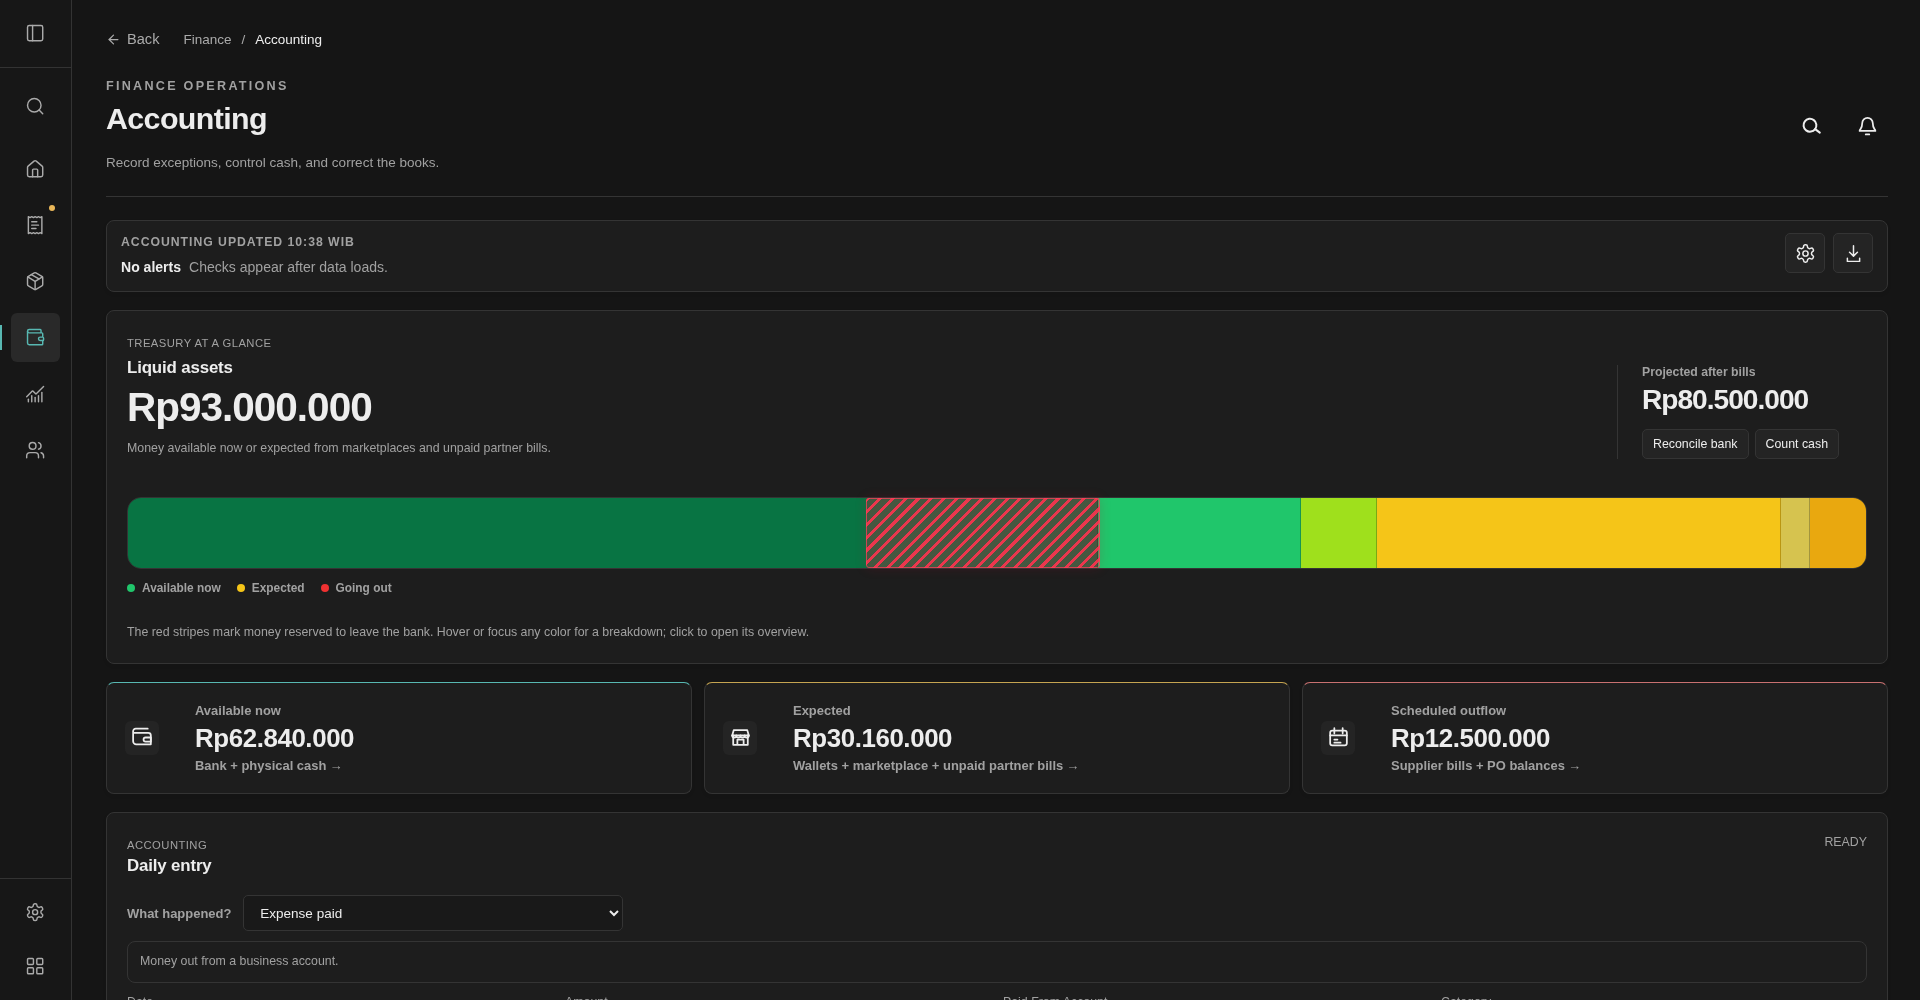 Back Finance / Accounting
FINANCE OPERATIONS
Accounting
Record exceptions, control cash, and correct the books.
ACCOUNTING UPDATED 10:38 WIB
No alerts Checks appear after data loads.
TREASURY AT A GLANCE
Liquid assets
Rp93.000.000
Money available now or expected from marketplaces and unpaid partner bills.
Projected after bills
Rp80.500.000
Reconcile bank Count cash
Available now Expected Going out
The red stripes mark money reserved to leave the bank. Hover or focus any color for a breakdown; click to open its overview.
Available now
Rp62.840.000
Bank + physical cash →
Expected
Rp30.160.000
Wallets + marketplace + unpaid partner bills →
Scheduled outflow
Rp12.500.000
Supplier bills + PO balances →
ACCOUNTING
Daily entry
READY
What happened? Expense paid
Money out from a business account.
Date Amount Paid From Account Category